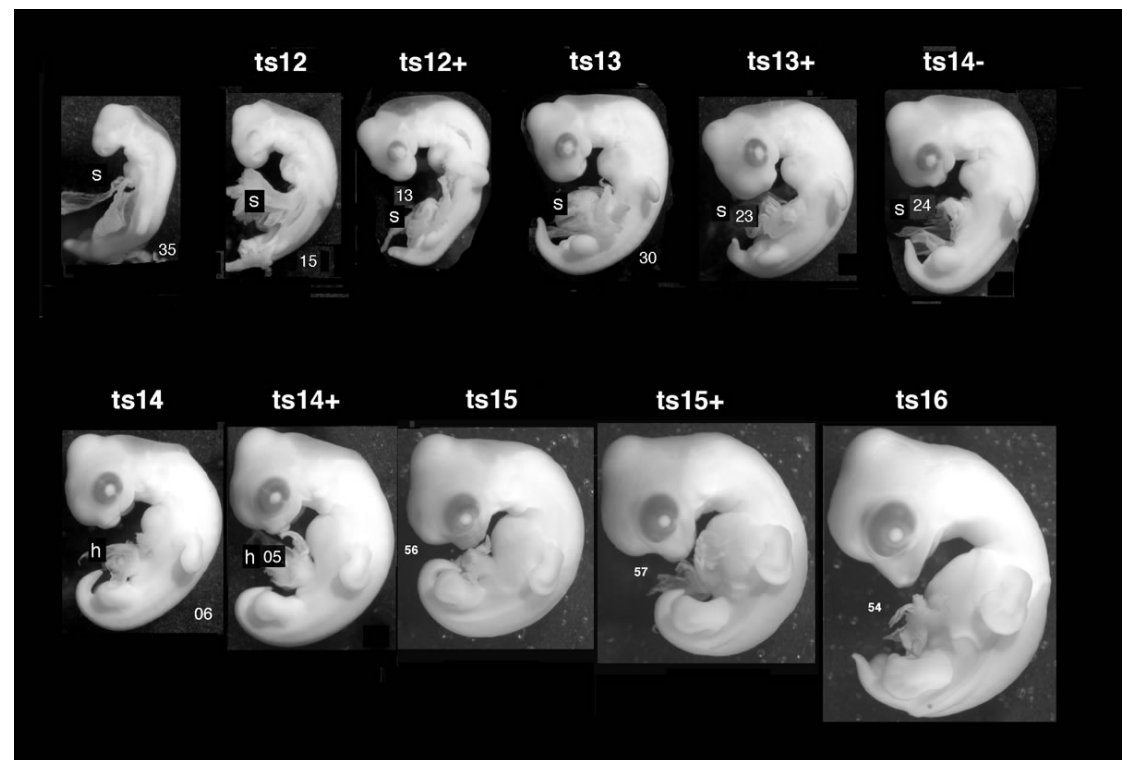 ts12 ts12+ ts13 ts13+ ts14-
s s 13 s s s 23 s 24
35 15 30
ts14 ts14+ ts15 ts15+ ts16
h h 05 56 57 54
06